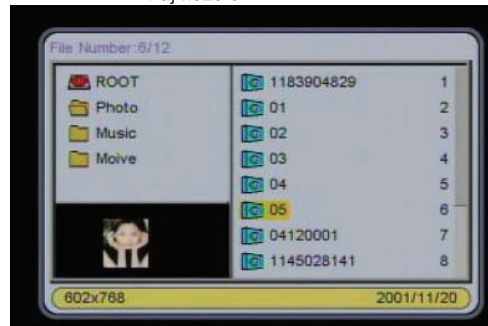 File Number:6/12
ROOT
Photo
Music
Moive
1183904829 1
01 2
02 3
03 4
04 5
05 6
04120001 7
1145028141 8
602x768 2001/11/20